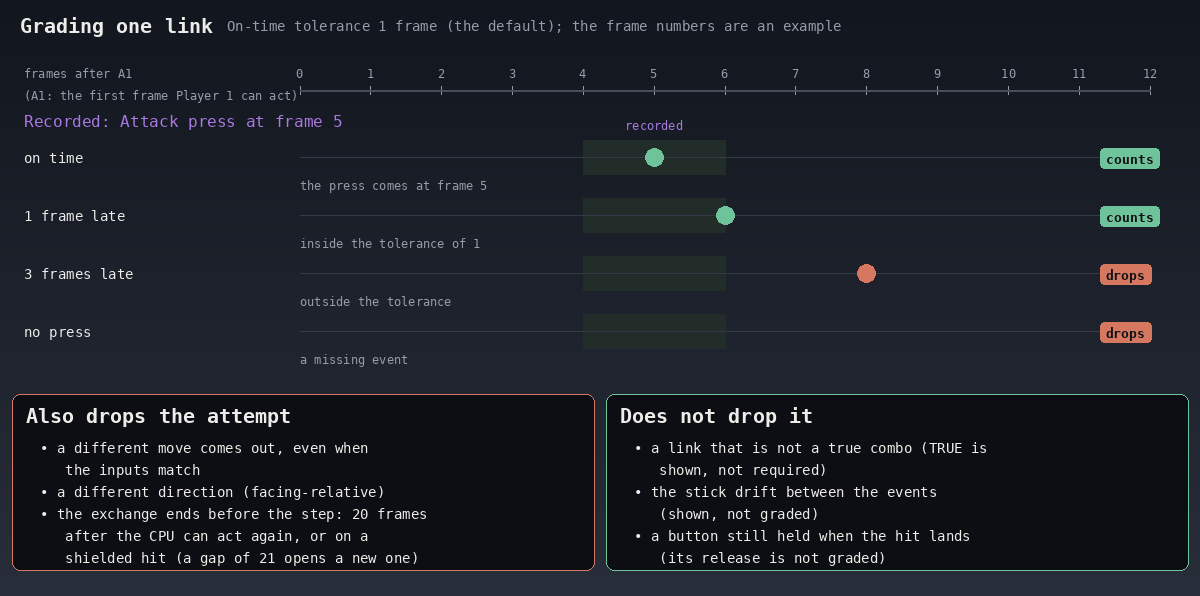 Grading one link On-time tolerance 1 frame (the default); the frame numbers are an example
frames after A1
0 1 2 3 4 5 6 7 8 9 10 11 12
(A1: the first frame Player 1 can act)
Recorded: Attack press at frame 5
recorded
on time
counts
the press comes at frame 5
1 frame late
counts
inside the tolerance of 1
3 frames late
drops
outside the tolerance
no press
drops
a missing event
Also drops the attempt
• a different move comes out, even when
the inputs match
• a different direction (facing-relative)
• the exchange ends before the step: 20 frames
after the CPU can act again, or on a
shielded hit (a gap of 21 opens a new one)
Does not drop it
• a link that is not a true combo (TRUE is
shown, not required)
• the stick drift between the events
(shown, not graded)
• a button still held when the hit lands
(its release is not graded)